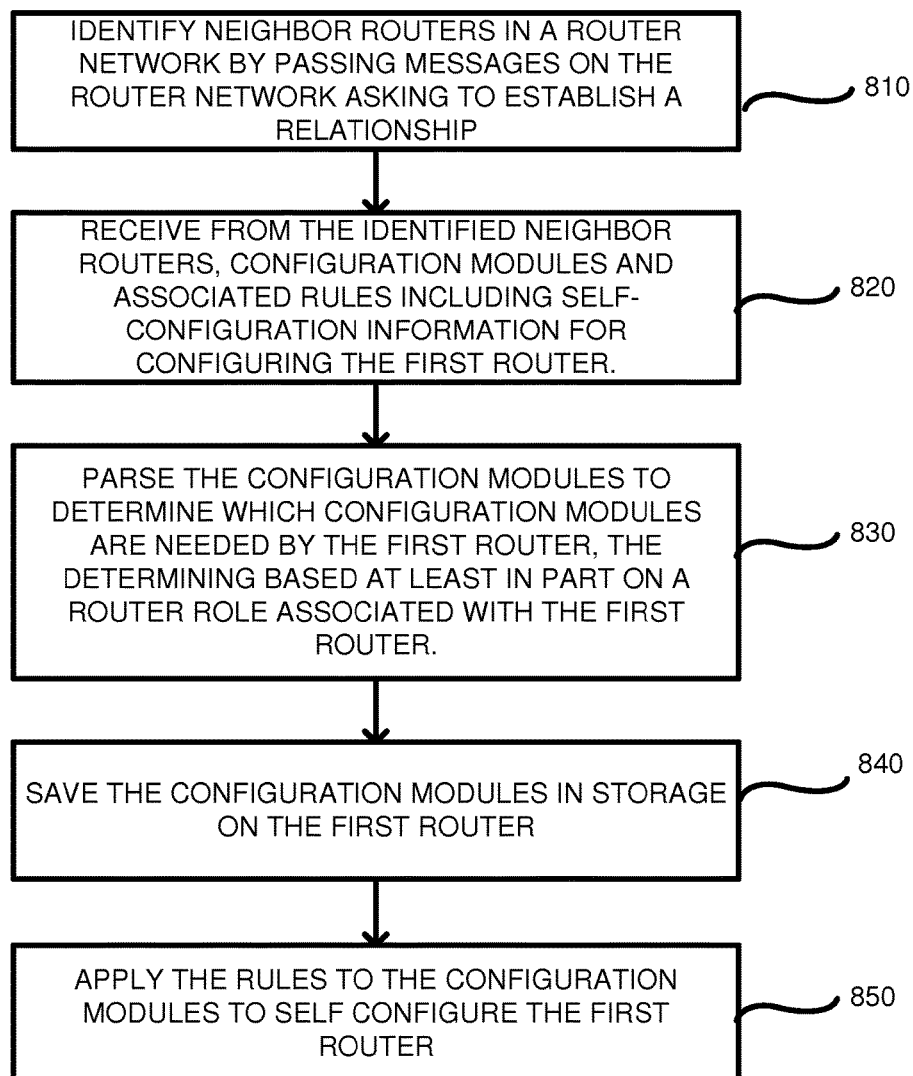 IDENTIFY NEIGHBOR ROUTERS IN A ROUTER
NETWORK BY PASSING MESSAGES ON THE
ROUTER NETWORK ASKING TO ESTABLISH A
RELATIONSHIP
810
RECEIVE FROM THE IDENTIFIED NEIGHBOR
ROUTERS, CONFIGURATION MODULES AND
ASSOCIATED RULES INCLUDING SELF-
CONFIGURATION INFORMATION FOR
CONFIGURING THE FIRST ROUTER.
820
PARSE THE CONFIGURATION MODULES TO
DETERMINE WHICH CONFIGURATION MODULES
ARE NEEDED BY THE FIRST ROUTER, THE
DETERMINING BASED AT LEAST IN PART ON A
ROUTER ROLE ASSOCIATED WITH THE FIRST
ROUTER.
830
SAVE THE CONFIGURATION MODULES IN STORAGE
ON THE FIRST ROUTER
840
APPLY THE RULES TO THE CONFIGURATION
MODULES TO SELF CONFIGURE THE FIRST
ROUTER
850